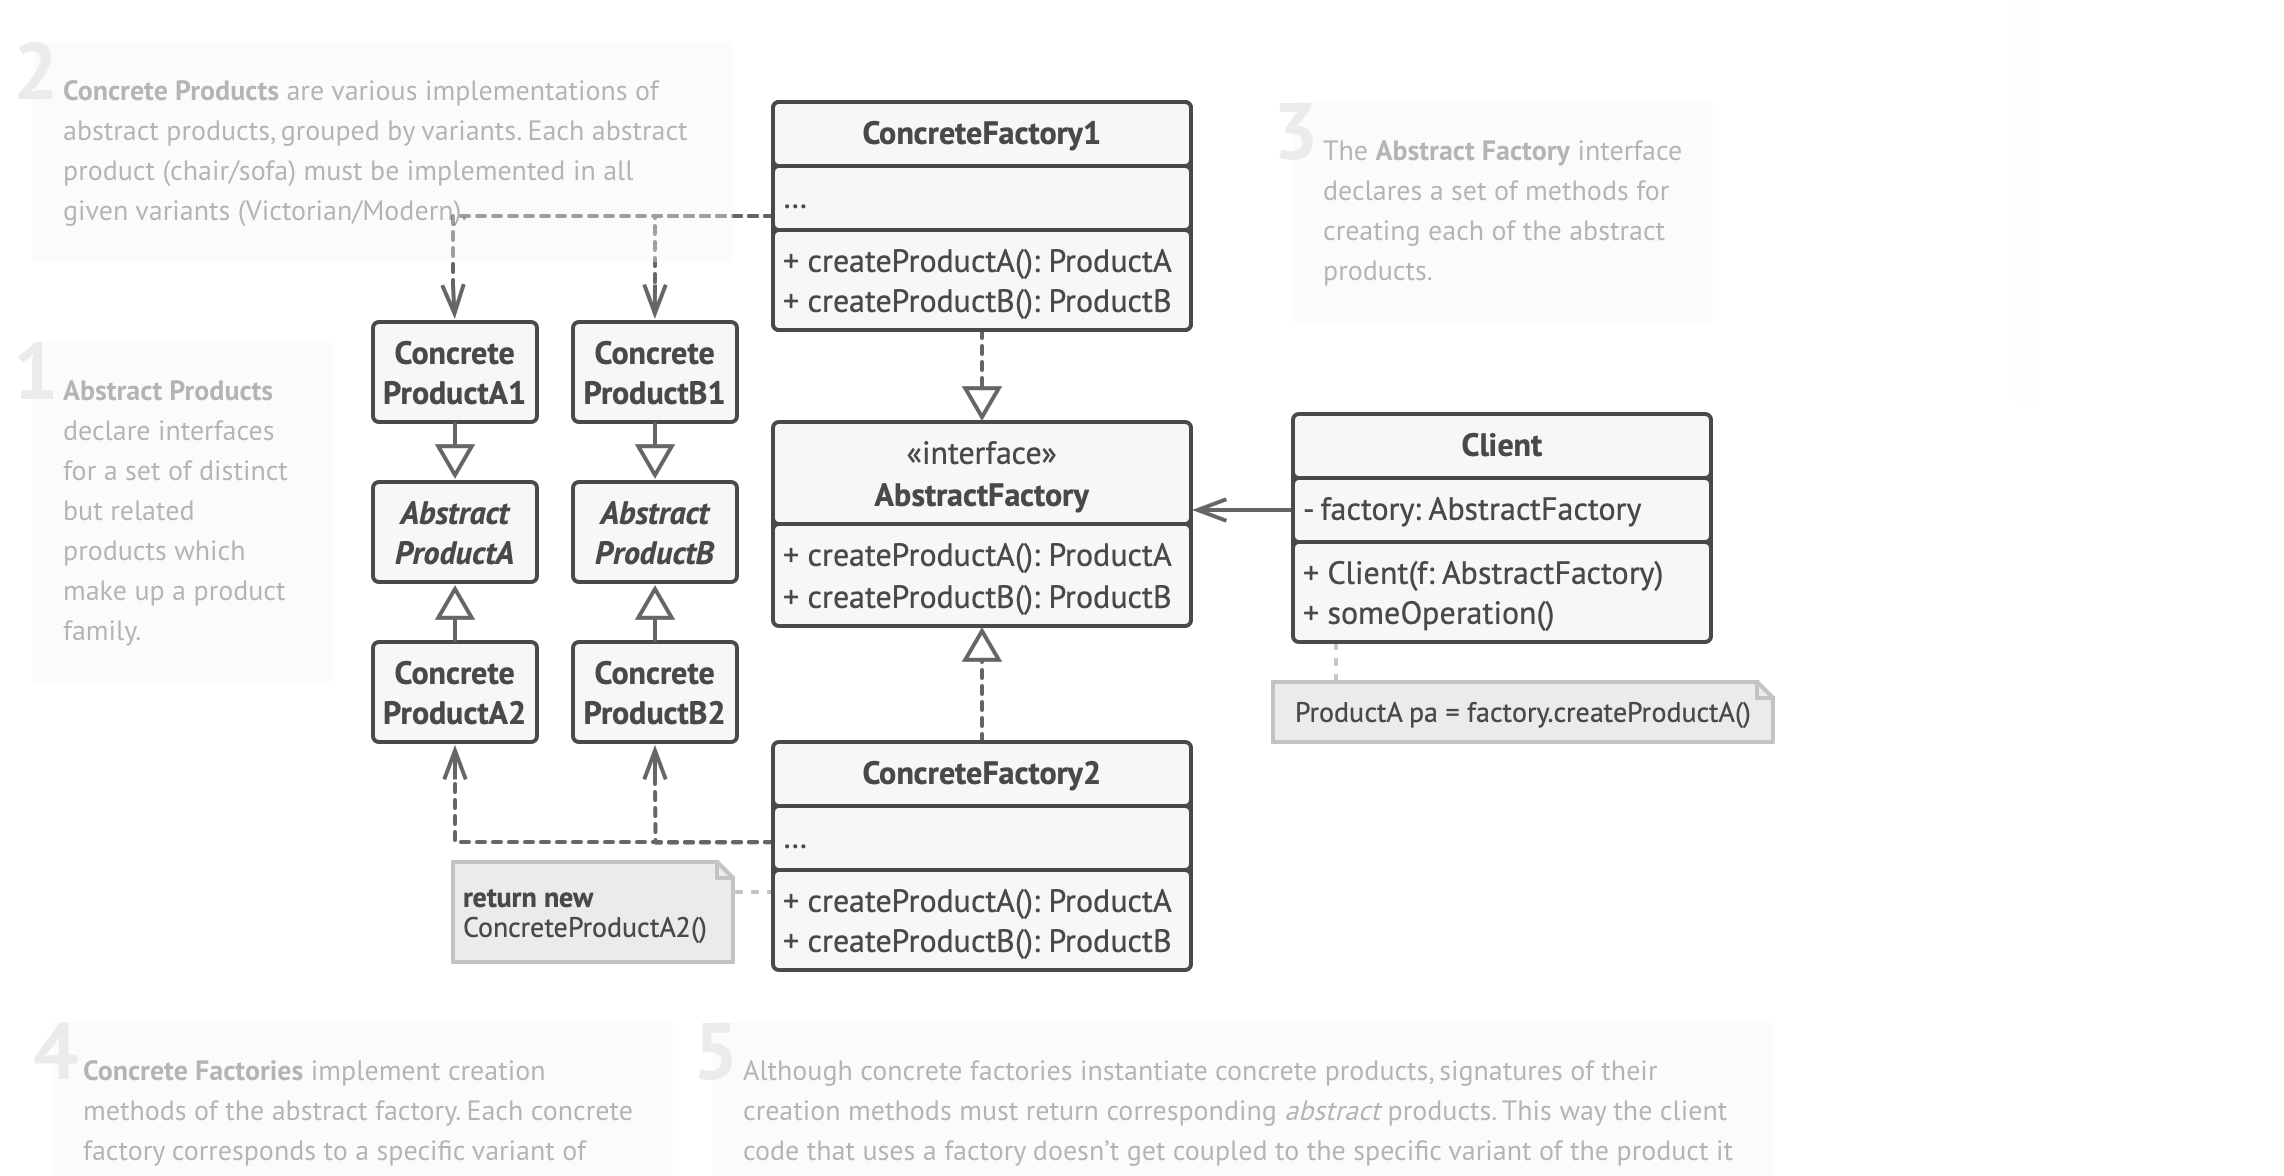 2
Concrete Products are various implementations of
abstract products, grouped by variants. Each abstract
product (chair/sofa) must be implemented in all
given variants (Victorian/Modern).
ConcreteFactory1
...
+ createProductA(): ProductA
+ createProductB(): ProductB
3
The Abstract Factory interface
declares a set of methods for
creating each of the abstract
products.
1
Abstract Products
declare interfaces
for a set of distinct
but related
products which
make up a product
family.
Concrete
ProductA1
Concrete
ProductB1
Abstract
ProductA
Abstract
ProductB
Concrete
ProductA2
Concrete
ProductB2
«interface»
AbstractFactory
+ createProductA(): ProductA
+ createProductB(): ProductB
Client
- factory: AbstractFactory
+ Client(f: AbstractFactory)
+ someOperation()
ProductA pa = factory.createProductA()
ConcreteFactory2
...
+ createProductA(): ProductA
+ createProductB(): ProductB
return new
ConcreteProductA2()
4
Concrete Factories implement creation
methods of the abstract factory. Each concrete
factory corresponds to a specific variant of
5
Although concrete factories instantiate concrete products, signatures of their
creation methods must return corresponding abstract products. This way the client
code that uses a factory doesn't get coupled to the specific variant of the product it